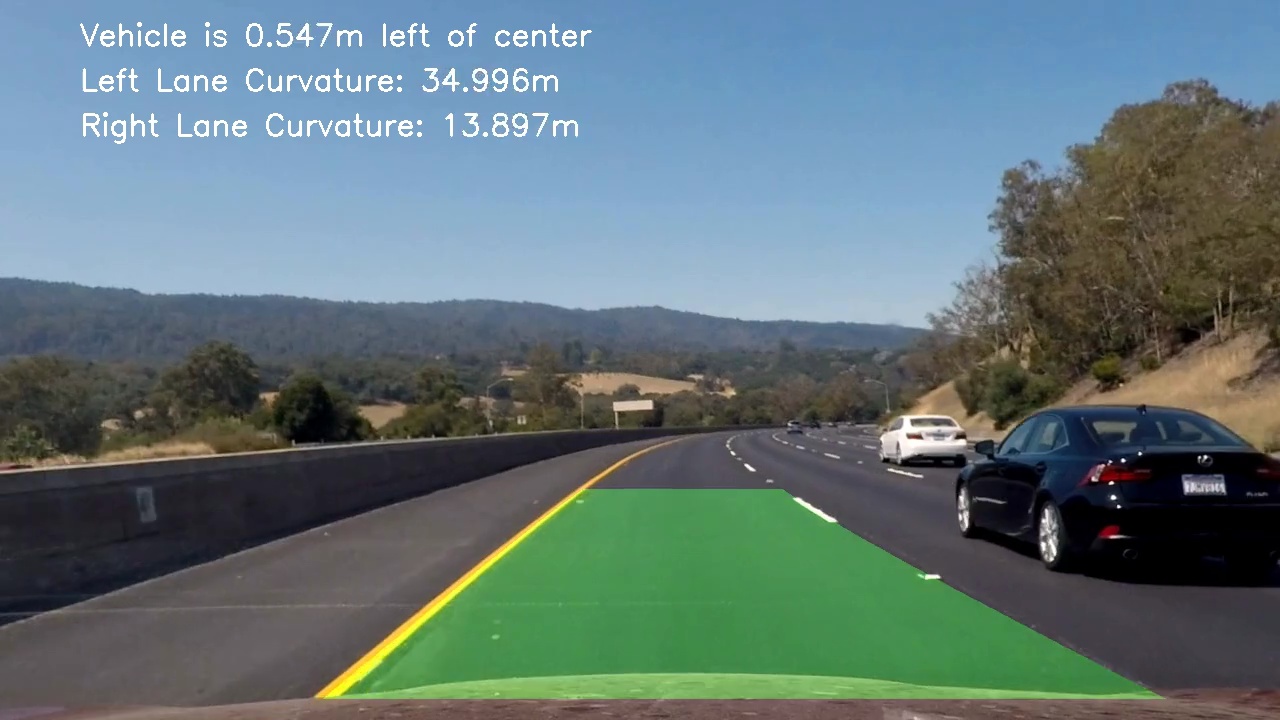 Vehicle is 0.547m left of center
Left Lane Curvature: 34.996m
Right Lane Curvature: 13.897m